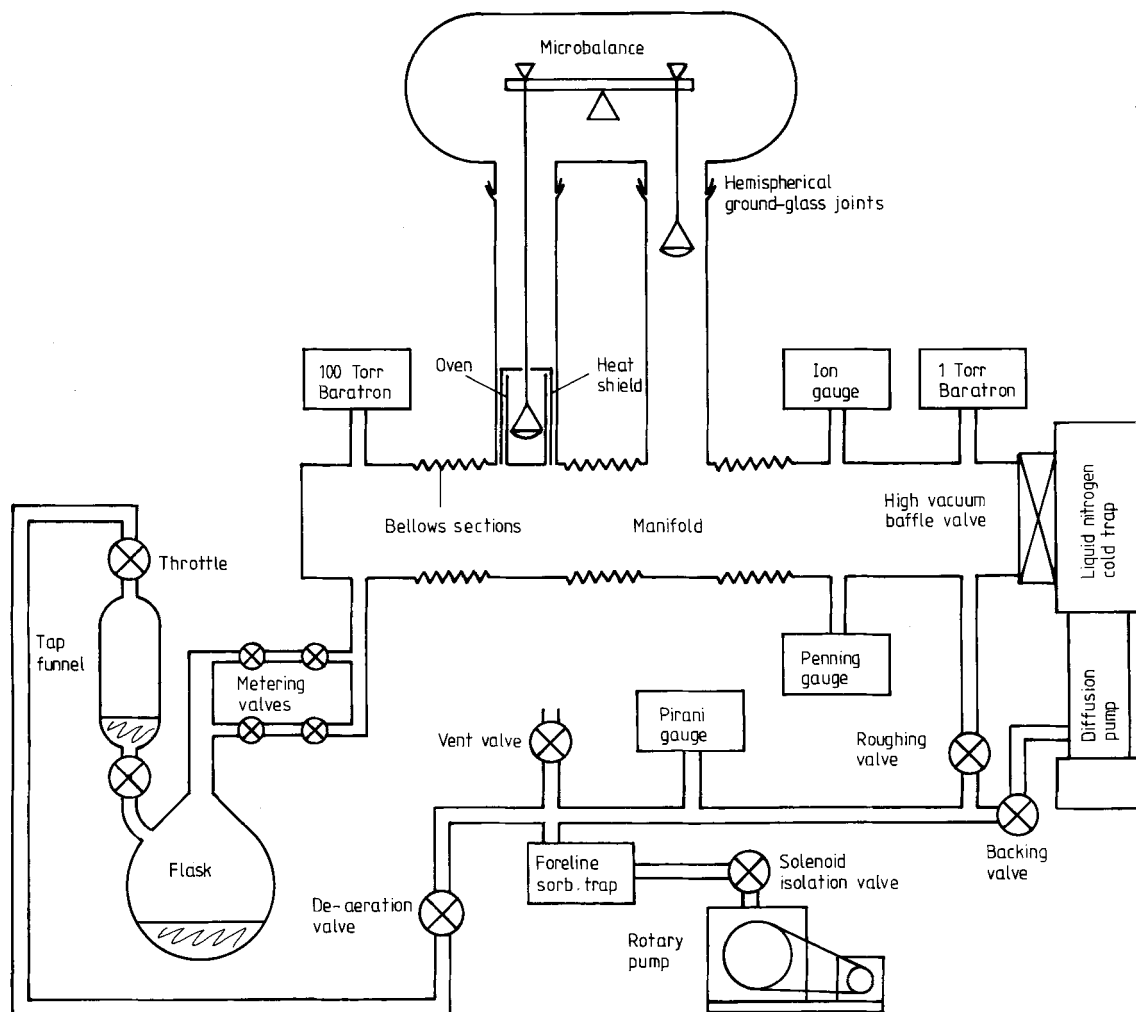 Microbalance
Hemispherical
ground-glass joints
100 Torr
Baratron
Oven
Heat
shield
Ion
gauge
1 Torr
Baratron
Bellows sections
Manifold
High vacuum
baffle valve
Liquid nitrogen
cold trap
Throttle
Tap
funnel
Metering
valves
Penning
gauge
Diffusion
pump
Vent valve
Pirani
gauge
Roughing
valve
Flask
Foreline
sorb. trap
Solenoid
isolation valve
Backing
valve
De-aeration
valve
Rotary
pump